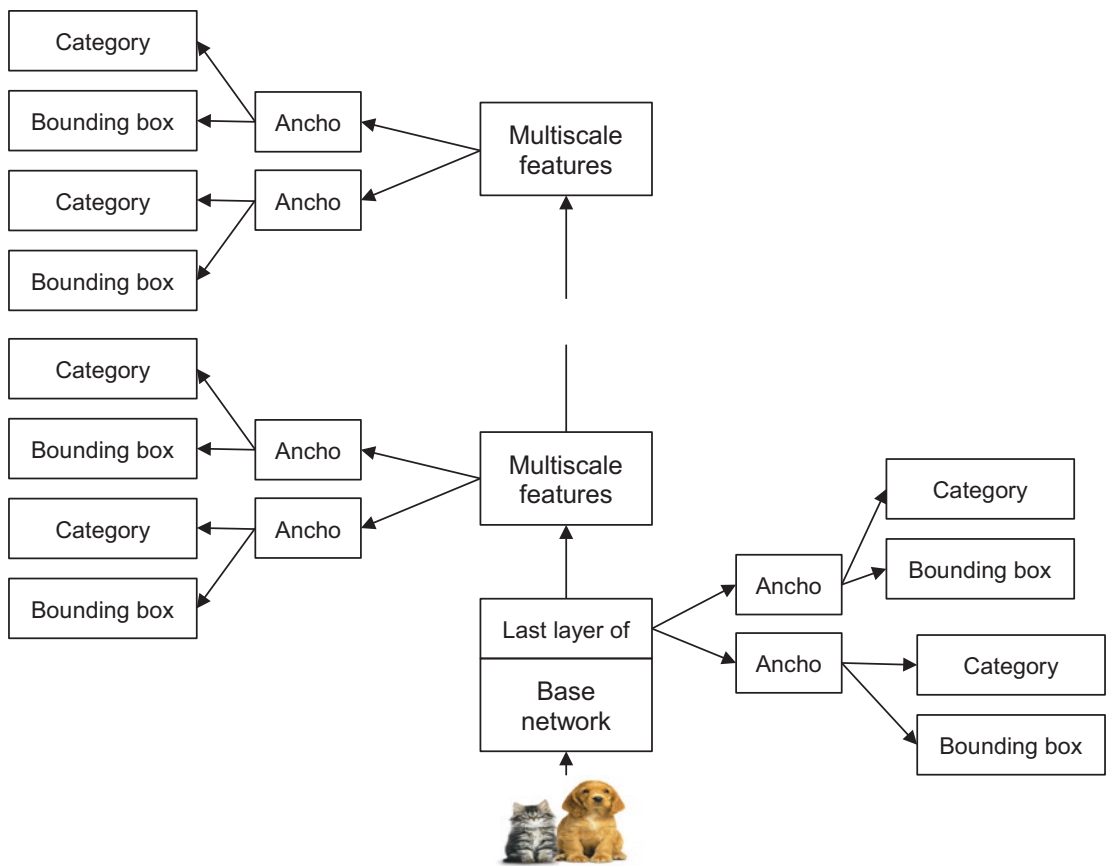 Category
Bounding box
Category
Bounding box
Ancho
Ancho
Multiscale
features
Category
Bounding box
Category
Bounding box
Ancho
Ancho
Multiscale
features
Last layer of
Base
network
Ancho
Ancho
Category
Bounding box
Category
Bounding box